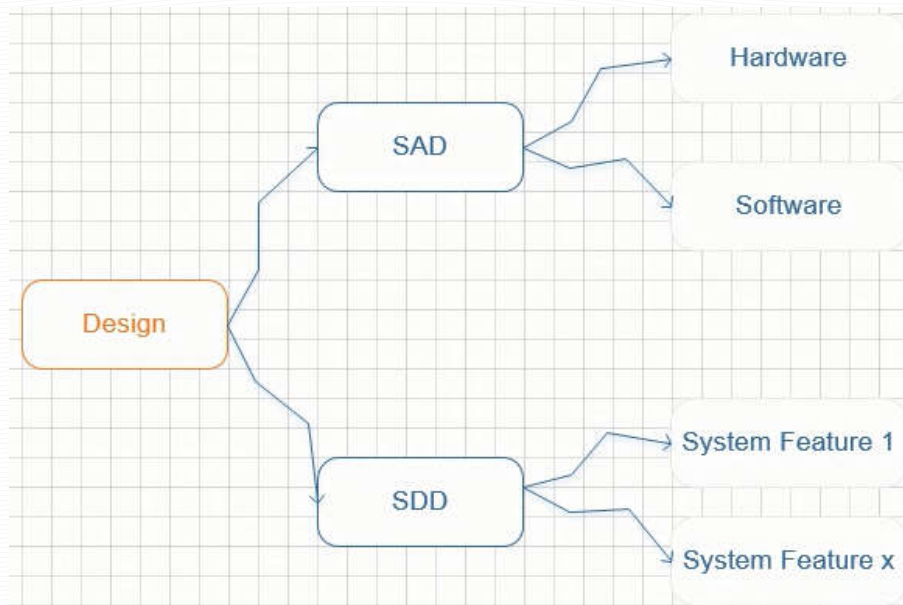 Hardware
SAD
Software
Design
System Feature 1
SDD
System Feature x